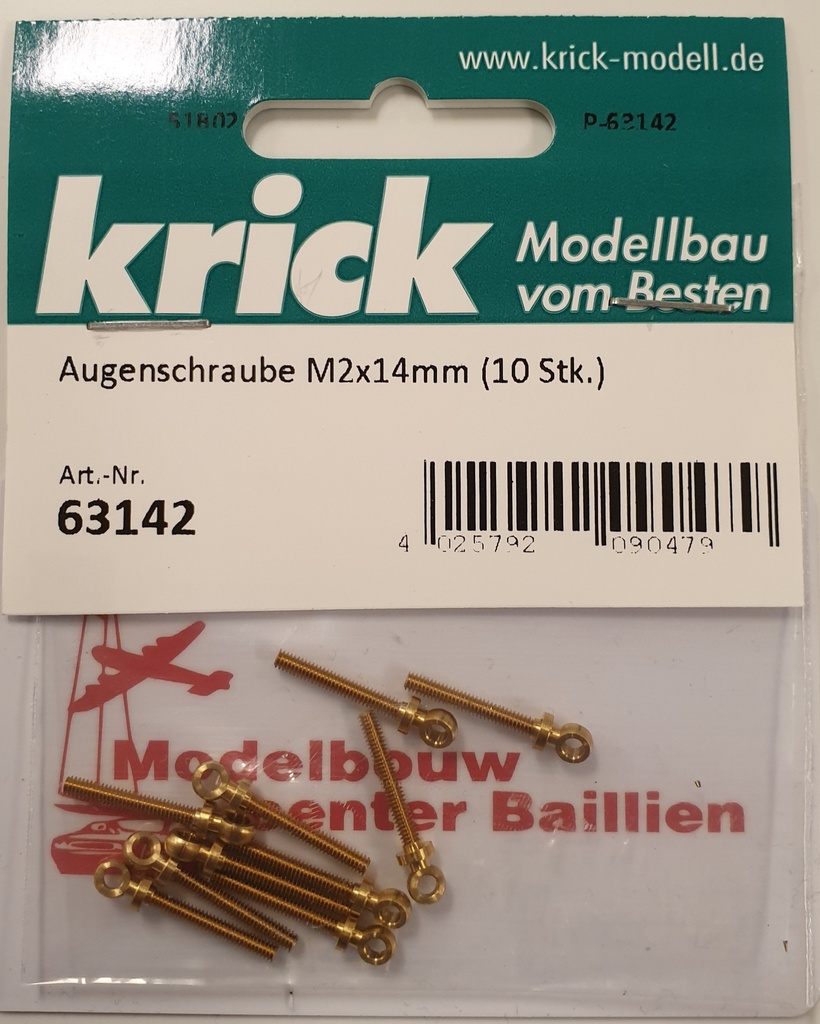 www.krick-modell.de
51B02 P-63142
krick
Modellbau
vom Besten
Augenschraube M2x14mm (10 Stk.)
Art.-Nr.
63142
4 025792 090479
Modelbouw
Baillien